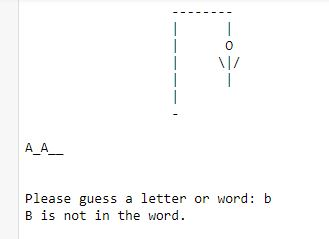 --------
|      |
|      O
|     \|/
|      |
|
-
A_A__
Please guess a letter or word: b
B is not in the word.